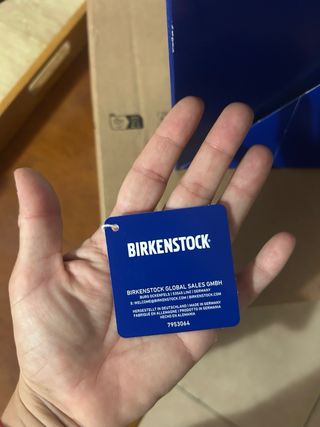 BIRKENSTOCK
BIRKENSTOCK GLOBAL SALES GMBH
BURG OCKENFELS I 53545 LINZ I GERMANY
E: WELCOME@BIRKENSTOCK.COM I BIRKENSTOCK.COM
HERGESTELLT IN DEUTSCHLAND I MADE IN GERMANY
FABRIQUÉ EN ALLEMAGNE I PRODOTTO IN GERMANIA
HECHO EN ALEMANIA
7953064